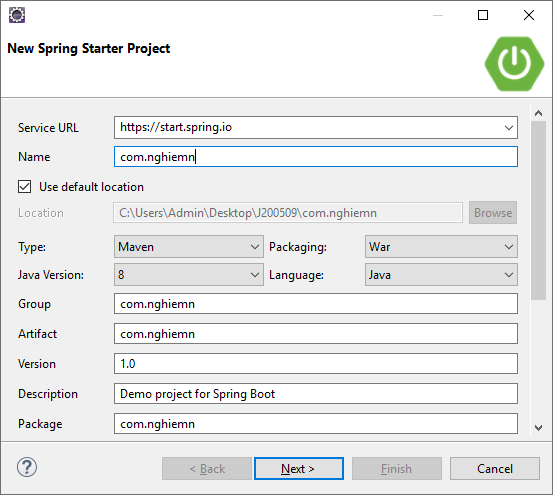 New Spring Starter Project
Service URL https://start.spring.io
Name com.nghiemn
Use default location
Location C:\Users\Admin\Desktop\J200509\com.nghiemn Browse
Type: Maven Packaging: War
Java Version: 8 Language: Java
Group com.nghiemn
Artifact com.nghiemn
Version 1.0
Description Demo project for Spring Boot
Package com.nghiemn
? < Back Next > Finish Cancel